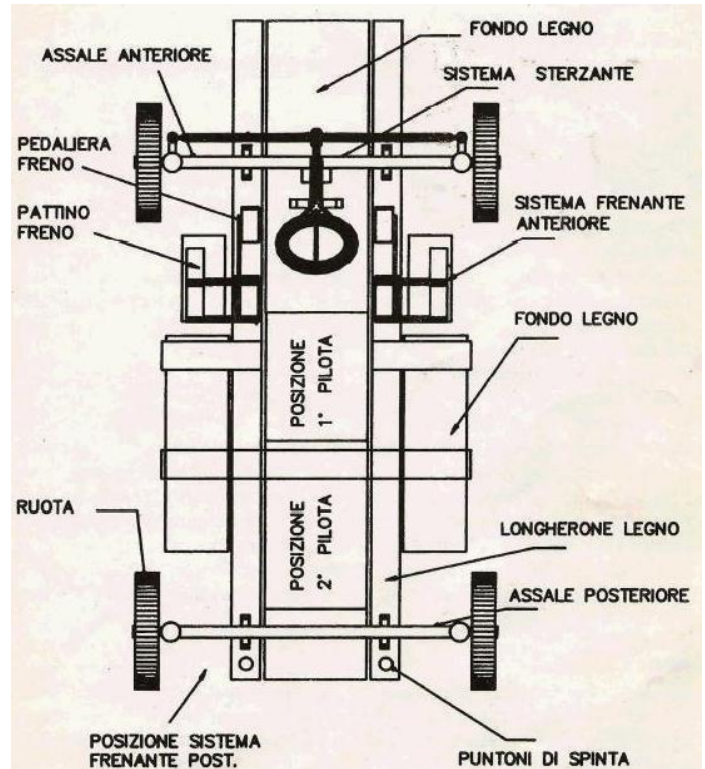 FONDO LEGNO
ASSALE ANTERIORE
SISTEMA STERZANTE
PEDALIERA
FRENO
PATTINO
FRENO
SISTEMA FRENANTE
ANTERIORE
FONDO LEGNO
POSIZIONE
1° PILOTA
RUOTA
POSIZIONE
2° PILOTA
LONGHERONE LEGNO
ASSALE POSTERIORE
POSIZIONE SISTEMA
FRENANTE POST.
PUNTONI DI SPINTA